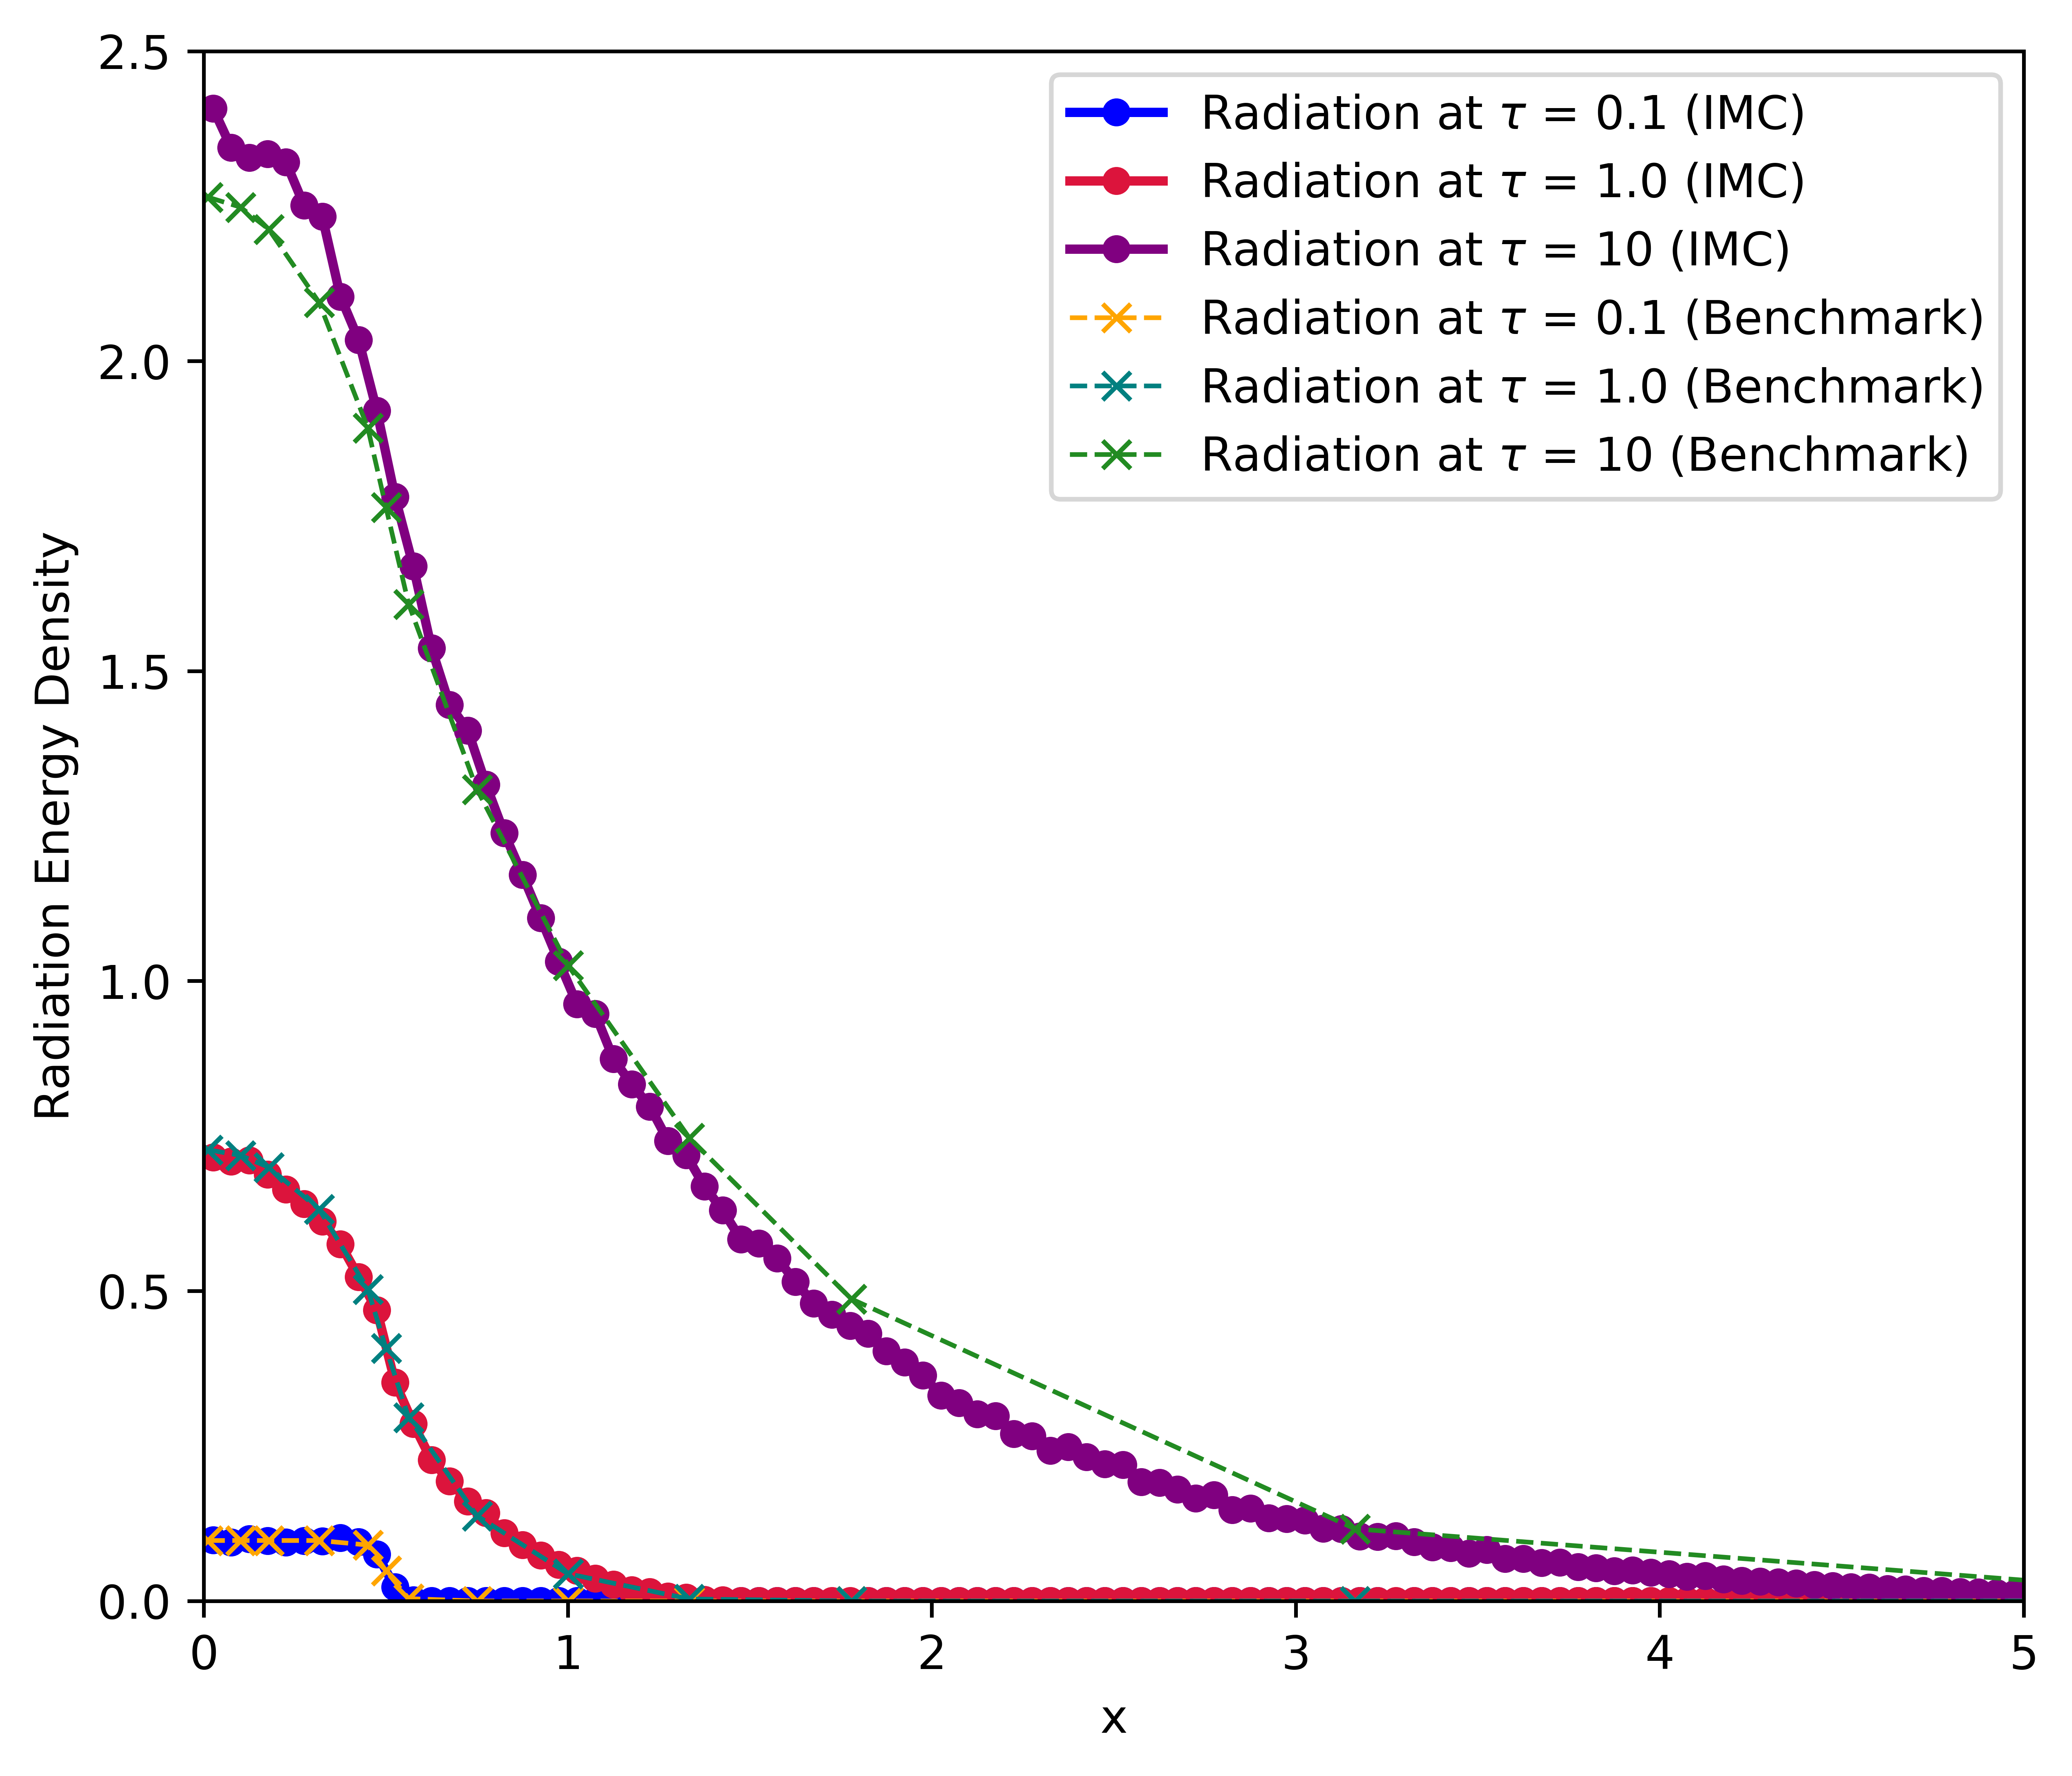 2.5
2.0
1.5
1.0
0.5
0.0
Radiation Energy Density
Radiation at τ = 0.1 (IMC)
Radiation at τ = 1.0 (IMC)
Radiation at τ = 10 (IMC)
Radiation at τ = 0.1 (Benchmark)
Radiation at τ = 1.0 (Benchmark)
Radiation at τ = 10 (Benchmark)
0 1 2 3 4 5
x